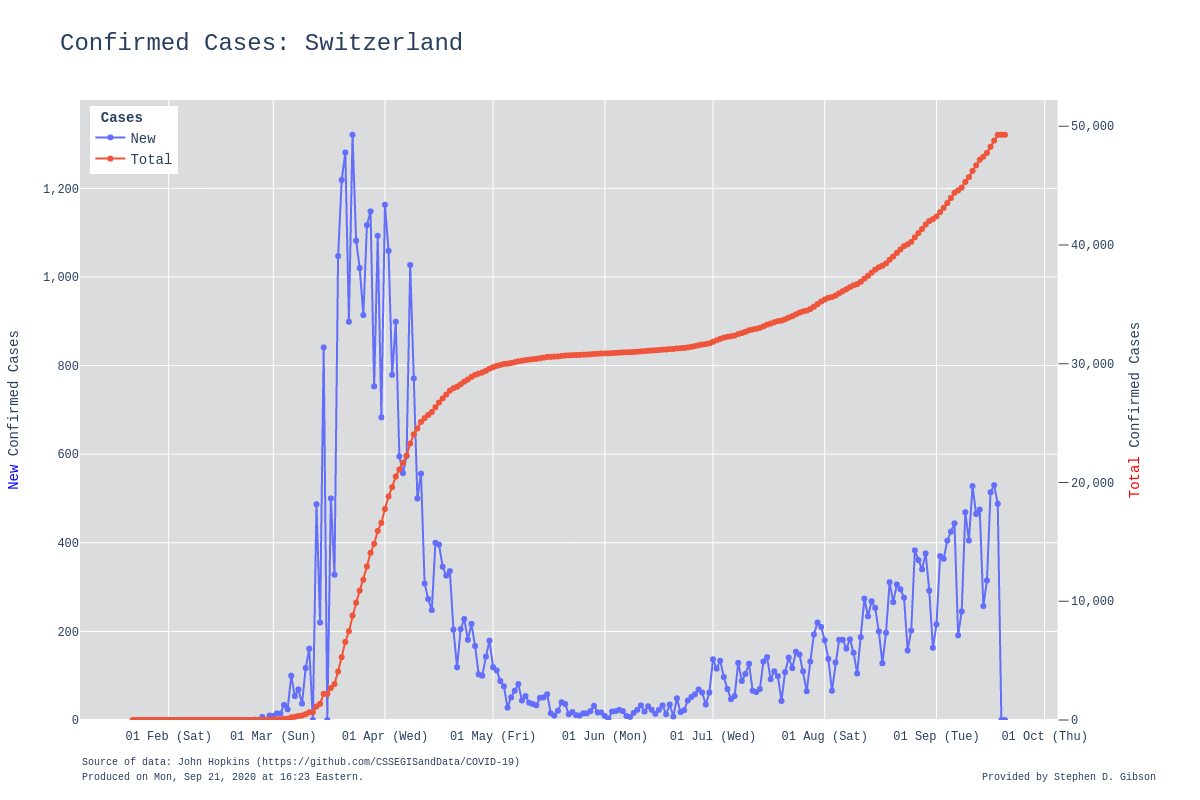 Confirmed Cases: Switzerland
Cases
New
Total
1,200
1,000
800
600
400
200
0
50,000
40,000
30,000
20,000
10,000
0
New Confirmed Cases
Total Confirmed Cases
01 Feb (Sat)
01 Mar (Sun)
01 Apr (Wed)
01 May (Fri)
01 Jun (Mon)
01 Jul (Wed)
01 Aug (Sat)
01 Sep (Tue)
01 Oct (Thu)
Source of data: John Hopkins (https://github.com/CSSEGISandData/COVID-19)
Produced on Mon, Sep 21, 2020 at 16:23 Eastern.
Provided by Stephen D. Gibson